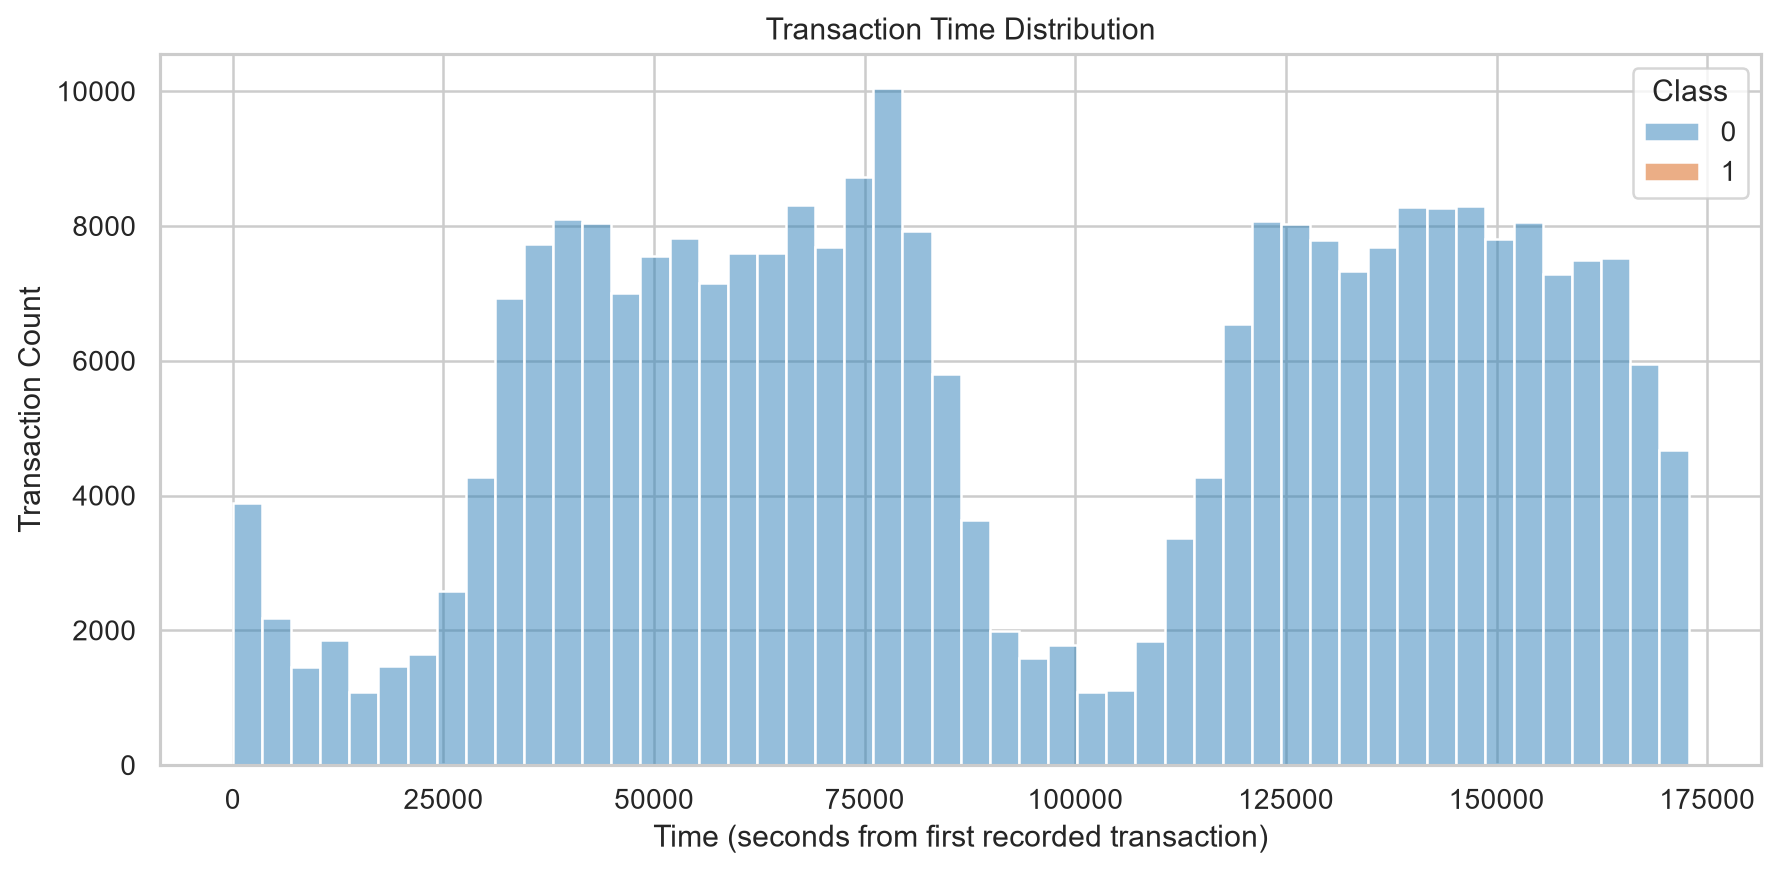 Transaction Time Distribution
Class
0
1
10000
8000
6000
4000
2000
0
Transaction Count
0 25000 50000 75000 100000 125000 150000 175000
Time (seconds from first recorded transaction)